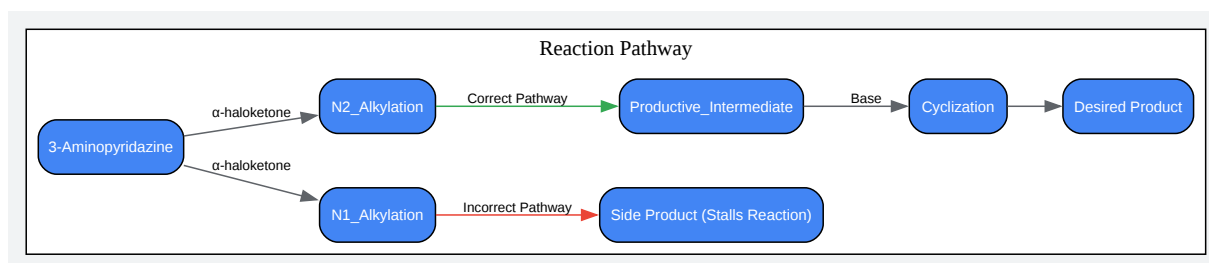 Reaction Pathway
3-Aminopyridazine
α-haloketone
N2_Alkylation
Correct Pathway
Productive_Intermediate
Base
Cyclization
Desired Product
α-haloketone
N1_Alkylation
Incorrect Pathway
Side Product (Stalls Reaction)